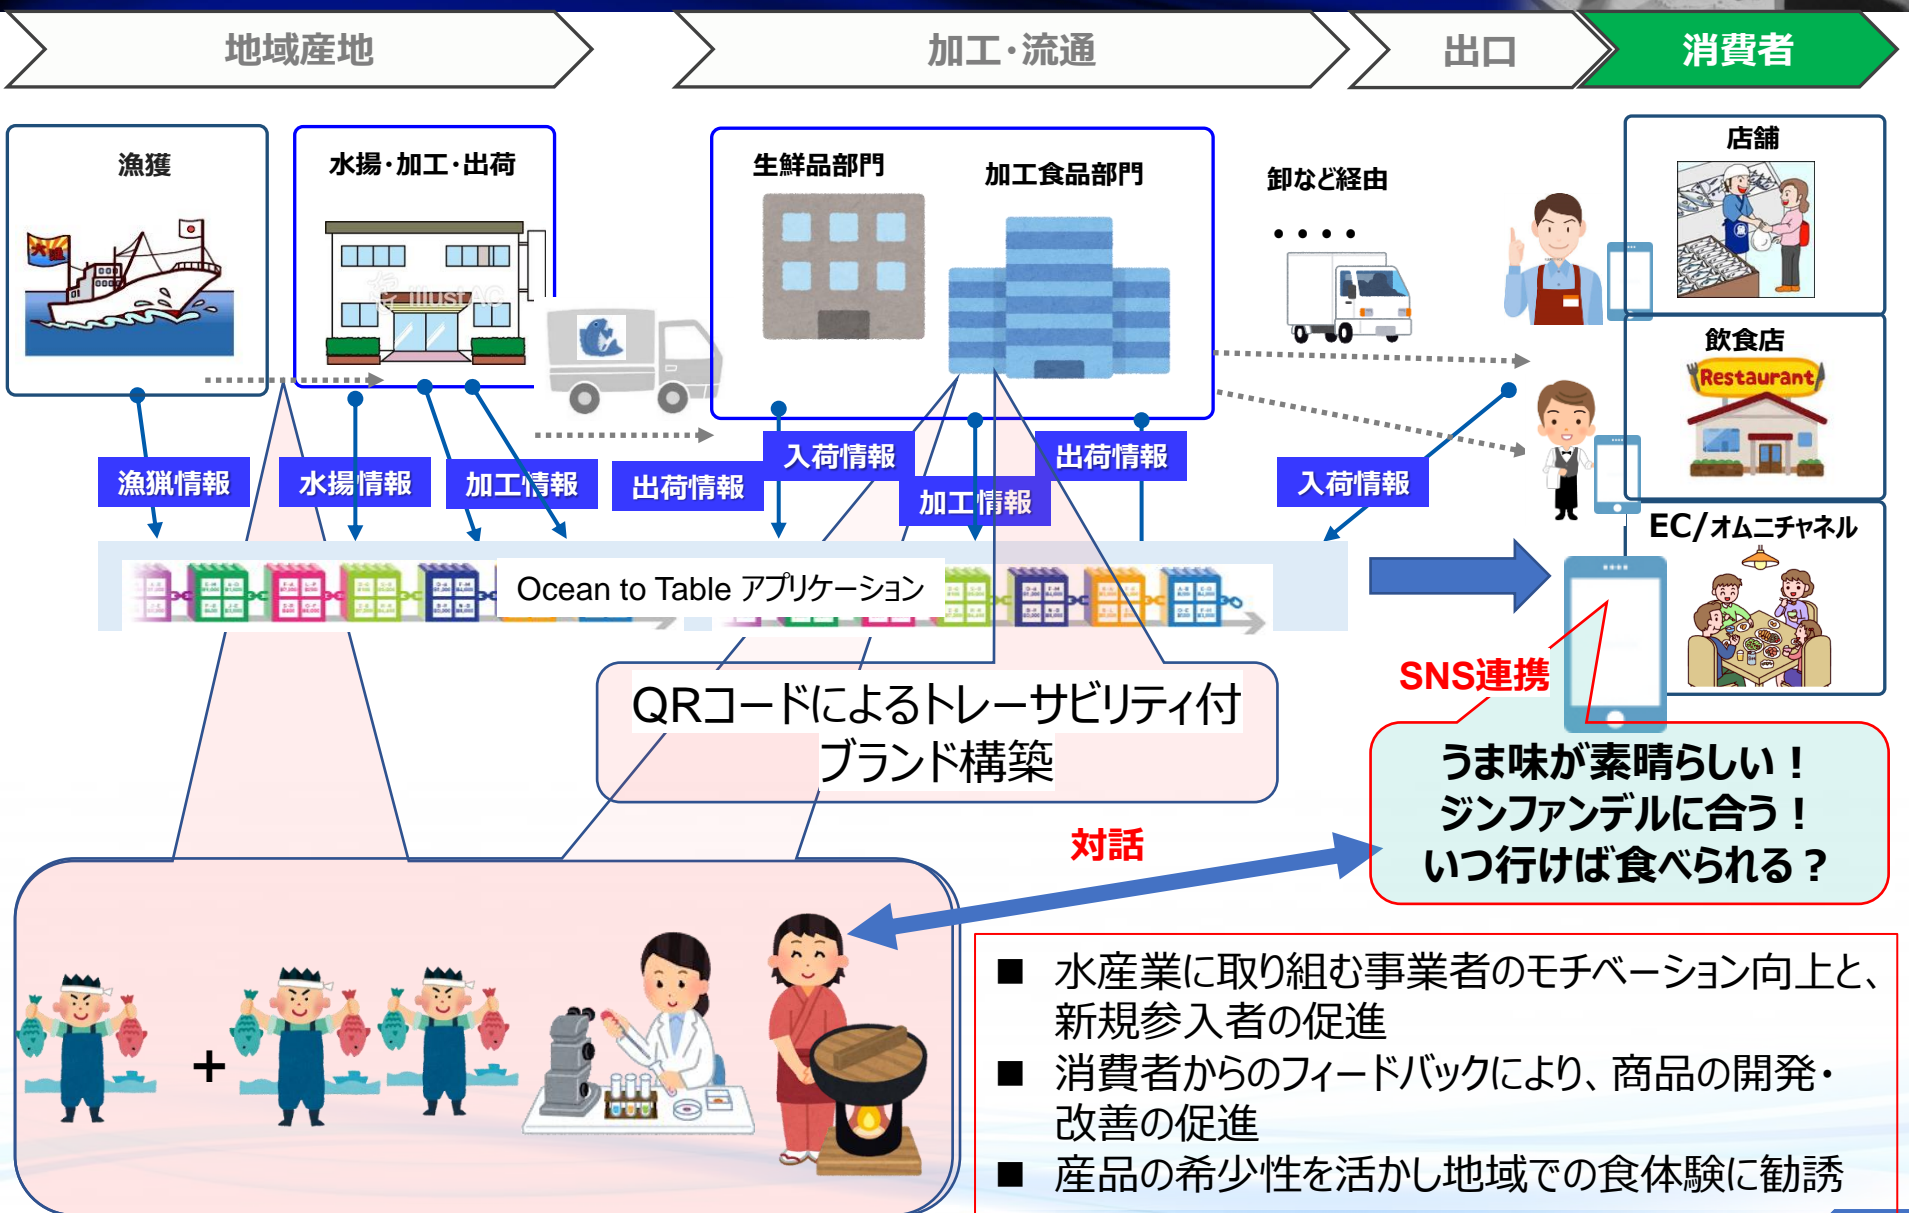 地域産地
加工・流通
出口
消費者
漁獲
水揚・加工・出荷
生鮮品部門
加工食品部門
卸など経由
・・・・
店舗
大漁
illust AC
飲食店
Restaurant
漁猟情報
水揚情報
加工情報
出荷情報
入荷情報
加工情報
出荷情報
入荷情報
EC/オムニチャネル
Ocean to Table アプリケーション
SNS連携
QRコードによるトレーサビリティ付
ブランド構築
うま味が素晴らしい！
ジンファンデルに合う！
いつ行けば食べられる？
対話
+
■ 水産業に取り組む事業者のモチベーション向上と、
新規参入者の促進
■ 消費者からのフィードバックにより、商品の開発・
改善の促進
■ 産品の希少性を活かし地域での食体験に勧誘